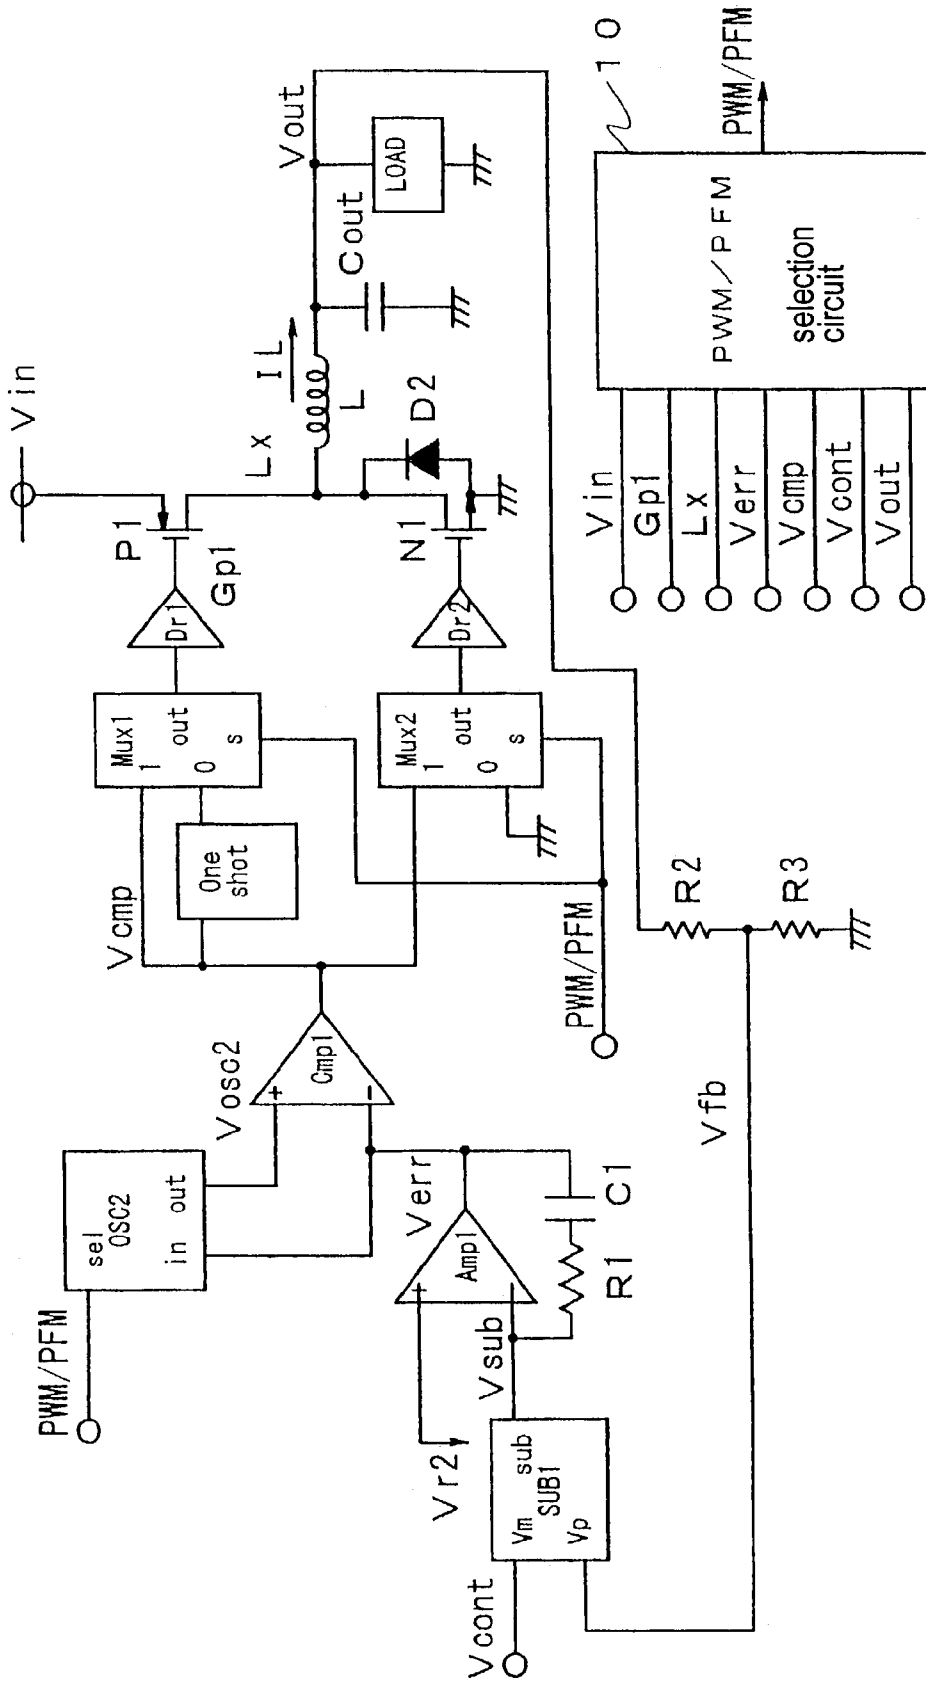 PWM/PFM
sel
OSC2
in
out
Vosc2
+
−
Cmp1
Vcmp
One
shot
Mux1
1
out
0
s
Dr1
Gp1
P1
Vin
Lx
L
IL
Cout
Vout
LOAD
Mux2
1
out
0
s
Dr2
N1
D2
PWM/PFM
Vcont
Vm
sub
SUB1
Vp
Vr2
Vsub
+
−
Amp1
Verr
R1
C1
Vfb
R2
R3
Vin
Gp1
Lx
Verr
Vcmp
Vcont
Vout
PWM/PFM
selection
circuit
PWM/PFM
10